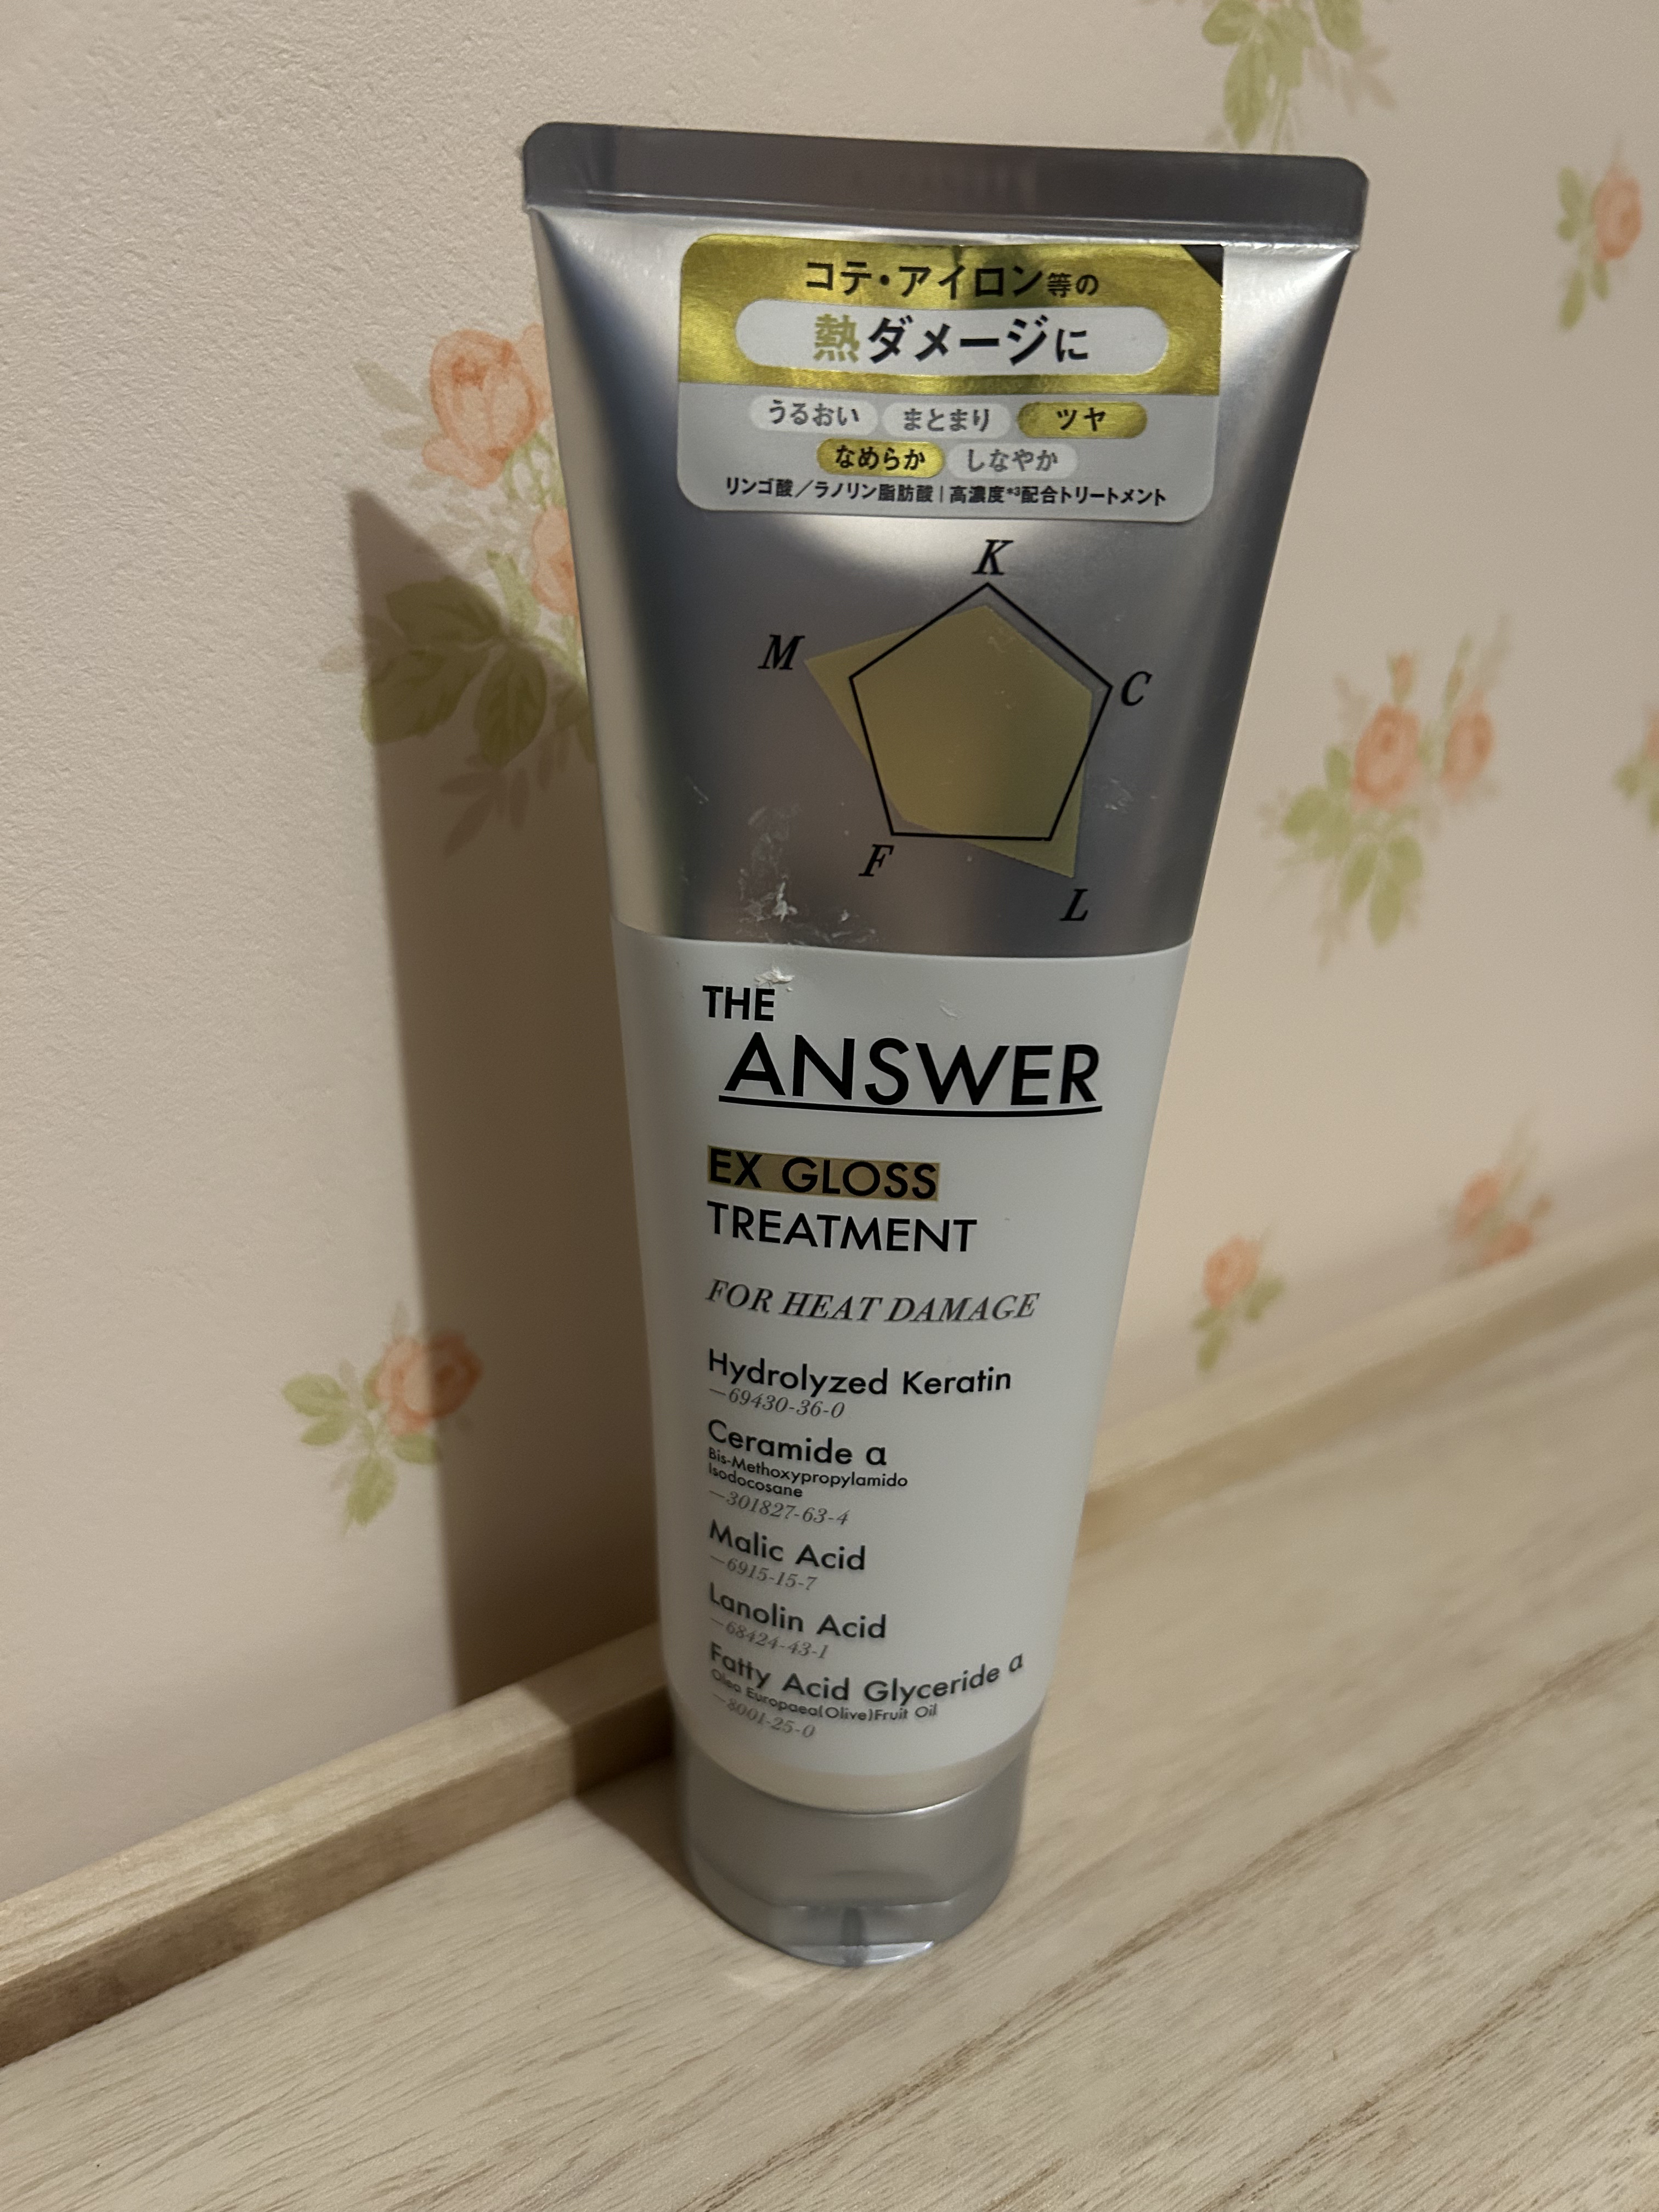 コテ・アイロン等の
熱ダメージに
うるおい まとまり ツヤ
なめらか しなやか
リンゴ酸／ラノリン脂肪酸｜高濃度*3配合トリートメント
K
M
C
F
L
THE
ANSWER
EX GLOSS
TREATMENT
FOR HEAT DAMAGE
Hydrolyzed Keratin
—69430-36-0
Ceramide α
Bis-Methoxypropylamido
Isodocosane
—301827-63-4
Malic Acid
—6915-15-7
Lanolin Acid
—68424-43-1
Fatty Acid Glyceride α
Olea Europaea(Olive)Fruit Oil
—8001-25-0